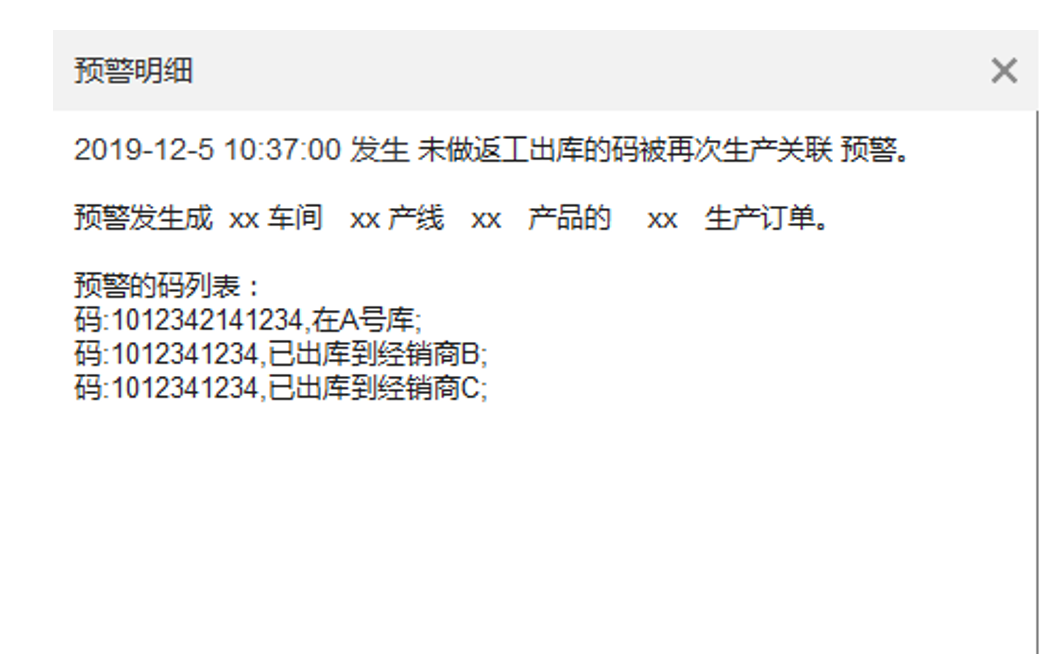 预警明细
2019-12-5 10:37:00 发生 未做返工出库的码被再次生产关联 预警。
预警发生成 xx 车间 xx 产线 xx 产品的 xx 生产订单。
预警的码列表：
码:1012342141234,在A号库;
码:1012341234,已出库到经销商B;
码:1012341234,已出库到经销商C;